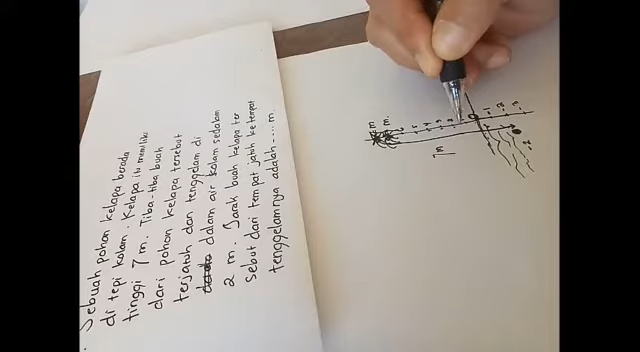 Sebuah pohon kelapa berada
di tepi kolam. Kelapa itu memiliki
tinggi 7 m. Tiba-tiba buah
dari pohon kelapa tersebut
terjatuh dan tenggelam di
dalam air kolam sedalam
2 m. Jarak buah kelapa ter
sebut dari tempat jatuh ke tempat
tenggelamnya adalah .... m.
7m